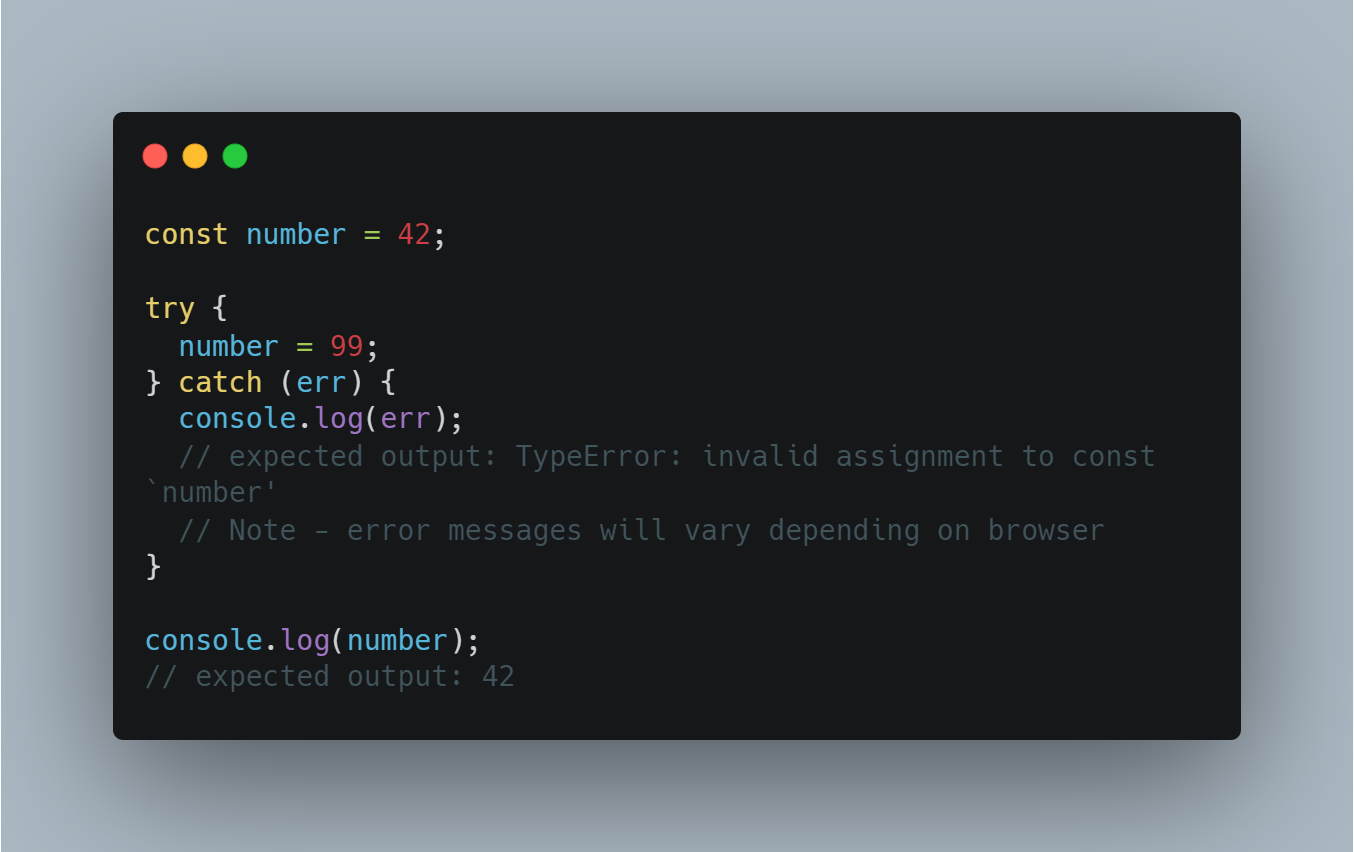 const number = 42;
try {
  number = 99;
} catch (err) {
  console.log(err);
  // expected output: TypeError: invalid assignment to const
`number'
  // Note - error messages will vary depending on browser
}
console.log(number);
// expected output: 42